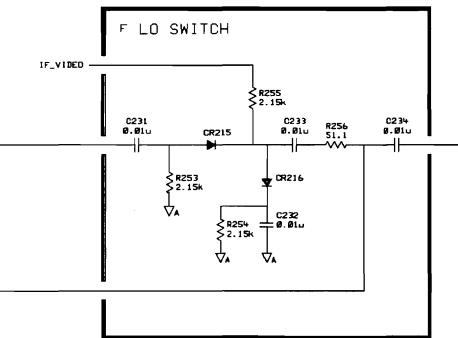 F LO SWITCH
IF_VIDEO
R255
2.15k
C231
0.01u
CR215
C233
0.01u
R256
51.1
C234
0.01u
R253
2.15k
CR216
A
R254
2.15k
C232
0.01u
A
A